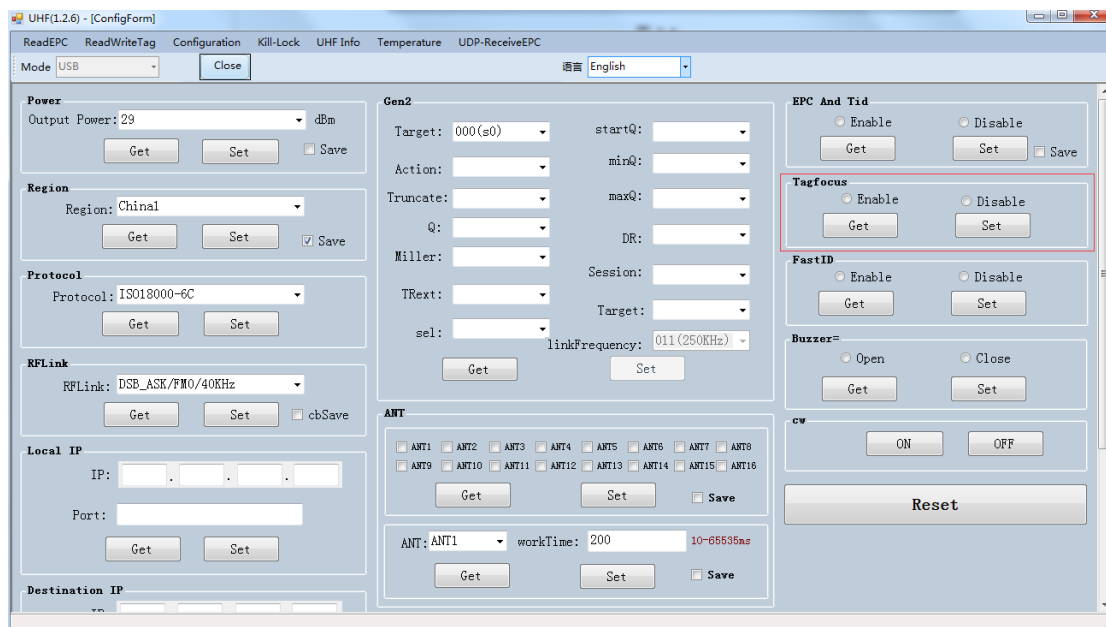 UHF(1.2.6) - [ConfigForm]
ReadEPC ReadWriteTag Configuration Kill-Lock UHF Info Temperature UDP-ReceiveEPC
Mode USB Close 语言 English
Power
Output Power: 29 dBm
Get Set Save
Region
Region: China1
Get Set Save
Protocol
Protocol: ISO18000-6C
Get Set
RFLink
RFLink: DSB_ASK/FM0/40KHz
Get Set cbSave
Local IP
IP: . . .
Port:
Get Set
Destination IP
Gen2
Target: 000(s0) startQ:
Action: minQ:
Truncate: maxQ:
Q: DR:
Miller: Session:
TRext: Target:
sel: linkFrequency: 011(250KHz)
Get Set
ANT
ANT1 ANT2 ANT3 ANT4 ANT5 ANT6 ANT7 ANT8
ANT9 ANT10 ANT11 ANT12 ANT13 ANT14 ANT15 ANT16
Get Set Save
ANT: ANT1 workTime: 200 10-65535ms
Get Set Save
EPC And Tid
Enable Disable
Get Set Save
Tagfocus
Enable Disable
Get Set
FastID
Enable Disable
Get Set
Buzzer=
Open Close
Get Set
cw
ON OFF
Reset